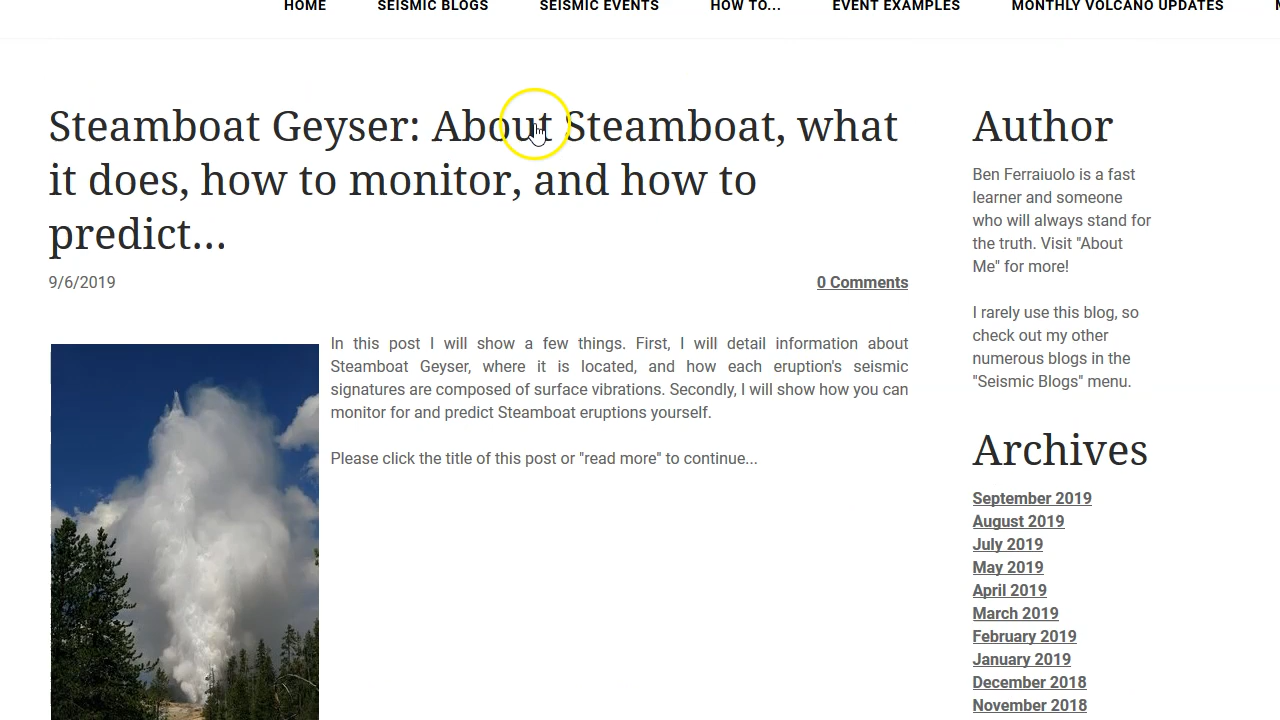 HOME SEISMIC BLOGS SEISMIC EVENTS HOW TO... EVENT EXAMPLES MONTHLY VOLCANO UPDATES
Steamboat Geyser: About Steamboat, what
it does, how to monitor, and how to
predict...
9/6/2019 0 Comments
In this post I will show a few things. First, I will detail information about
Steamboat Geyser, where it is located, and how each eruption's seismic
signatures are composed of surface vibrations. Secondly, I will show how you can
monitor for and predict Steamboat eruptions yourself.
Please click the title of this post or "read more" to continue...
Author
Ben Ferraiuolo is a fast
learner and someone
who will always stand for
the truth. Visit "About
Me" for more!
I rarely use this blog, so
check out my other
numerous blogs in the
"Seismic Blogs" menu.
Archives
September 2019
August 2019
July 2019
May 2019
April 2019
March 2019
February 2019
January 2019
December 2018
November 2018